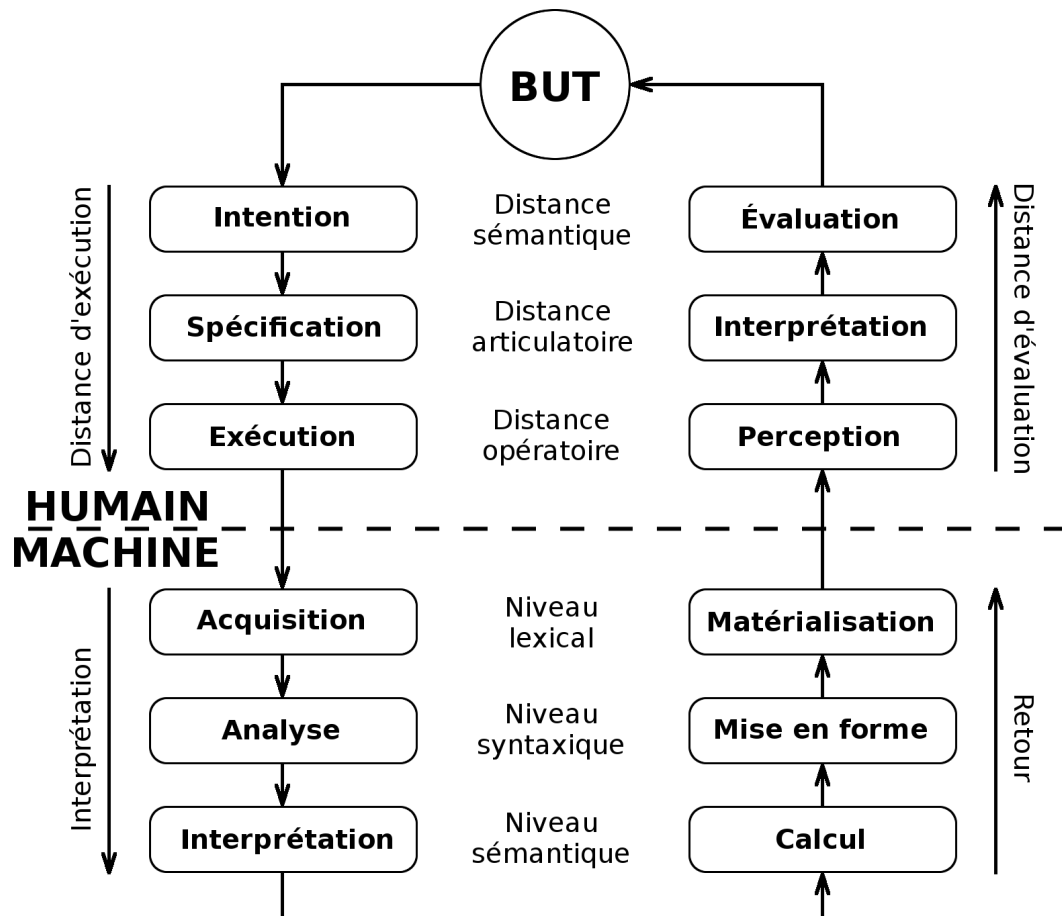 BUT
Distance d'exécution
Intention
Distance
sémantique
Évaluation
Distance d'évaluation
Spécification
Distance
articulatoire
Interprétation
Exécution
Distance
opératoire
Perception
HUMAIN
MACHINE
Interprétation
Acquisition
Niveau
lexical
Matérialisation
Retour
Analyse
Niveau
syntaxique
Mise en forme
Interprétation
Niveau
sémantique
Calcul